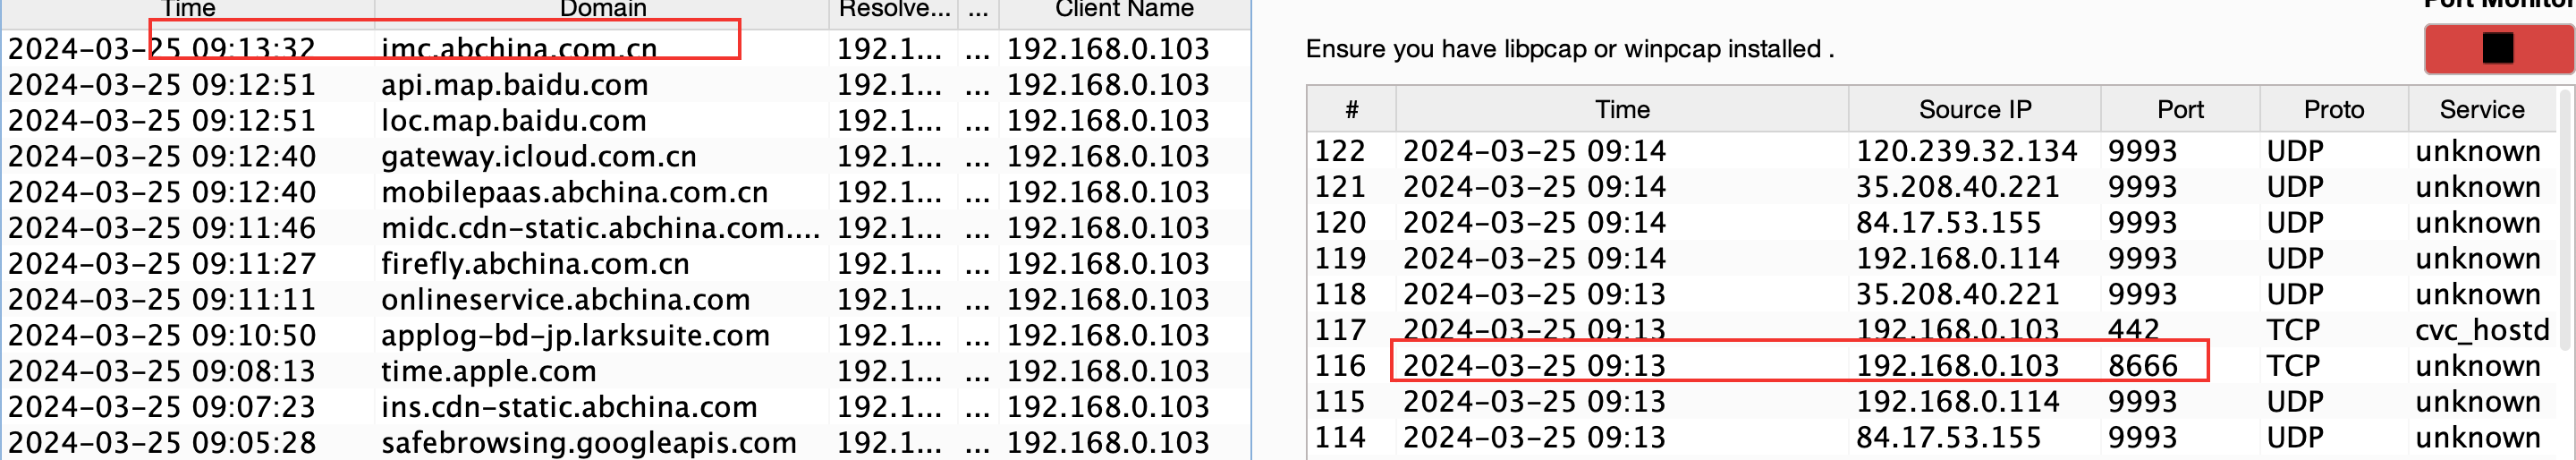 Time Domain Resolve... ... Client Name
2024-03-25 09:13:32 imc.abchina.com.cn 192.1... ... 192.168.0.103
2024-03-25 09:12:51 api.map.baidu.com 192.1... ... 192.168.0.103
2024-03-25 09:12:51 loc.map.baidu.com 192.1... ... 192.168.0.103
2024-03-25 09:12:40 gateway.icloud.com.cn 192.1... ... 192.168.0.103
2024-03-25 09:12:40 mobilepaas.abchina.com.cn 192.1... ... 192.168.0.103
2024-03-25 09:11:46 midc.cdn-static.abchina.com.... 192.1... ... 192.168.0.103
2024-03-25 09:11:27 firefly.abchina.com.cn 192.1... ... 192.168.0.103
2024-03-25 09:11:11 onlineservice.abchina.com 192.1... ... 192.168.0.103
2024-03-25 09:10:50 applog-bd-jp.larksuite.com 192.1... ... 192.168.0.103
2024-03-25 09:08:13 time.apple.com 192.1... ... 192.168.0.103
2024-03-25 09:07:23 ins.cdn-static.abchina.com 192.1... ... 192.168.0.103
2024-03-25 09:05:28 safebrowsing.googleapis.com 192.1... ... 192.168.0.103
Port Monitor
Ensure you have libpcap or winpcap installed .
# Time Source IP Port Proto Service
122 2024-03-25 09:14 120.239.32.134 9993 UDP unknown
121 2024-03-25 09:14 35.208.40.221 9993 UDP unknown
120 2024-03-25 09:14 84.17.53.155 9993 UDP unknown
119 2024-03-25 09:14 192.168.0.114 9993 UDP unknown
118 2024-03-25 09:13 35.208.40.221 9993 UDP unknown
117 2024-03-25 09:13 192.168.0.103 442 TCP cvc_hostd
116 2024-03-25 09:13 192.168.0.103 8666 TCP unknown
115 2024-03-25 09:13 192.168.0.114 9993 UDP unknown
114 2024-03-25 09:13 84.17.53.155 9993 UDP unknown